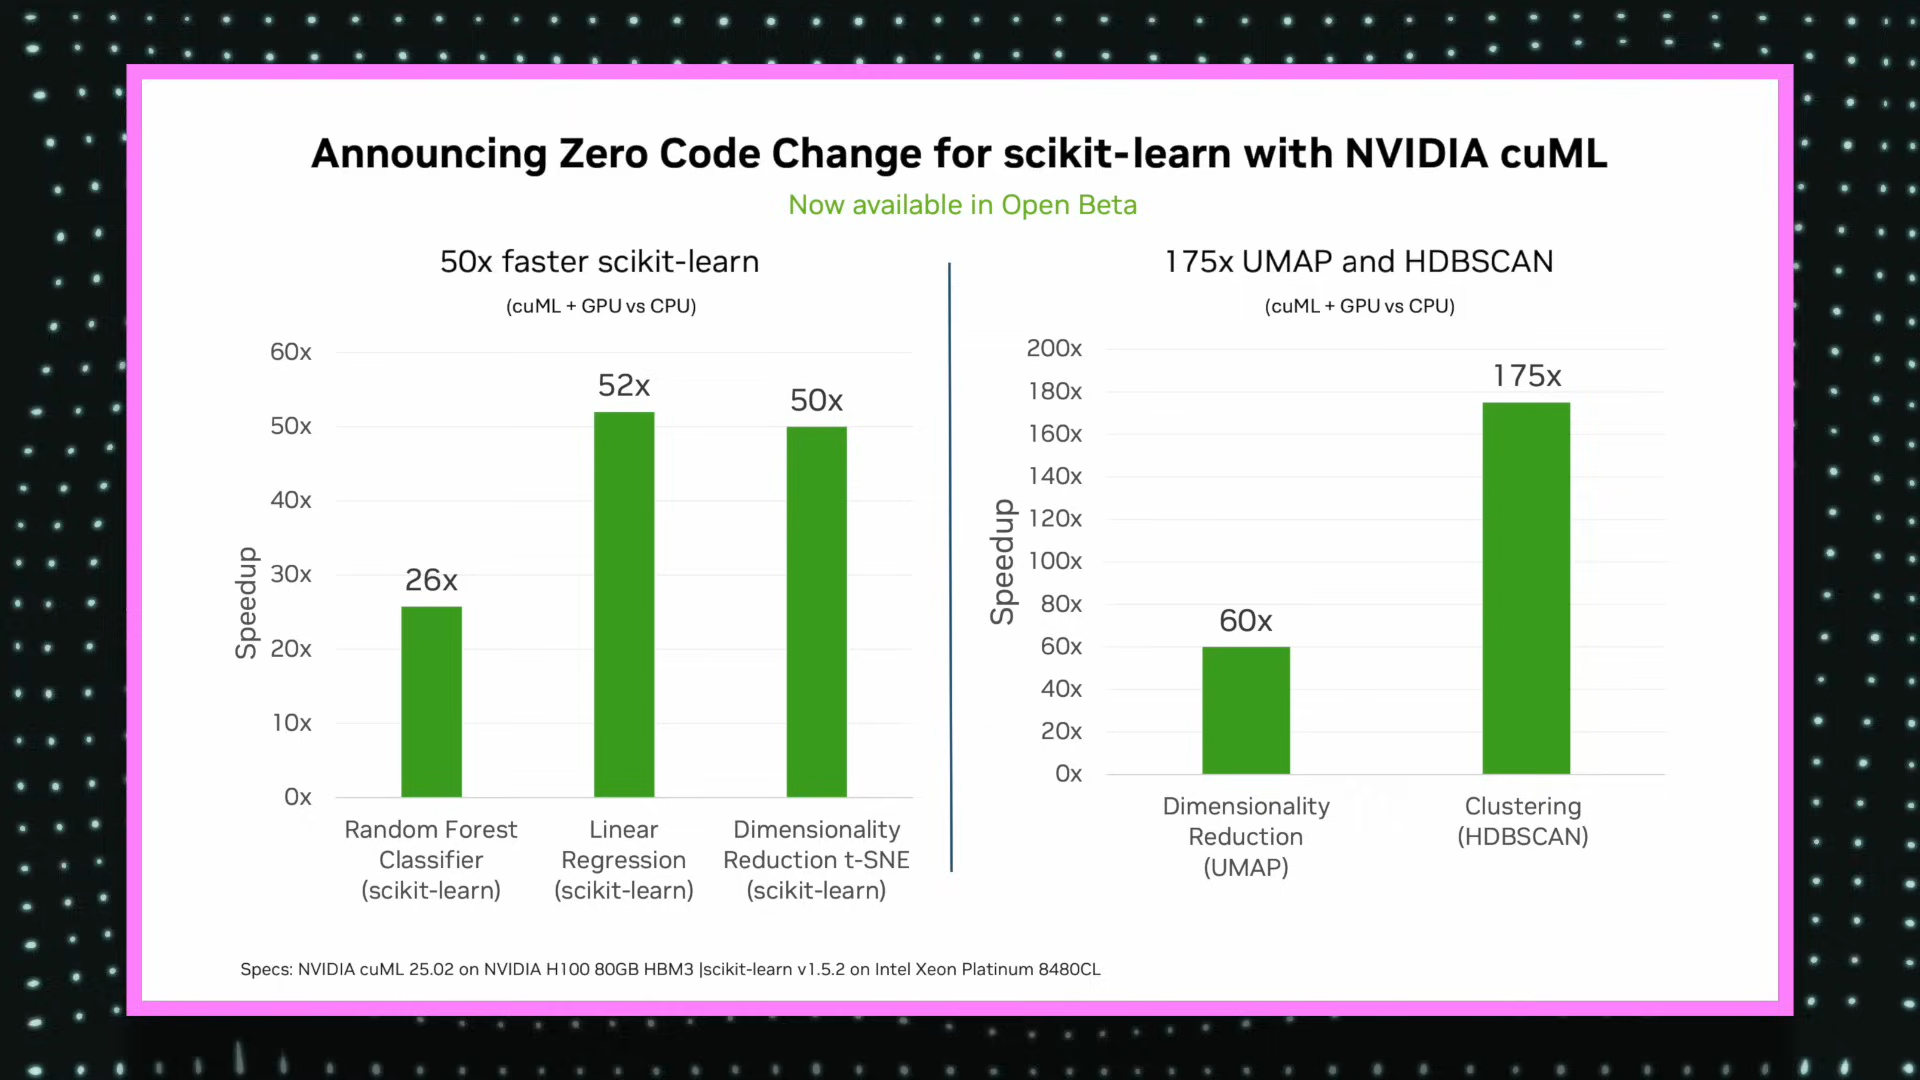 Announcing Zero Code Change for scikit-learn with NVIDIA cuML
Now available in Open Beta
50x faster scikit-learn
(cuML + GPU vs CPU)
60x
50x
40x
30x
20x
10x
0x
Speedup
26x
52x
50x
Random Forest
Classifier
(scikit-learn)
Linear
Regression
(scikit-learn)
Dimensionality
Reduction t-SNE
(scikit-learn)
175x UMAP and HDBSCAN
(cuML + GPU vs CPU)
200x
180x
160x
140x
120x
100x
80x
60x
40x
20x
0x
Speedup
60x
175x
Dimensionality
Reduction
(UMAP)
Clustering
(HDBSCAN)
Specs: NVIDIA cuML 25.02 on NVIDIA H100 80GB HBM3 |scikit-learn v1.5.2 on Intel Xeon Platinum 8480CL